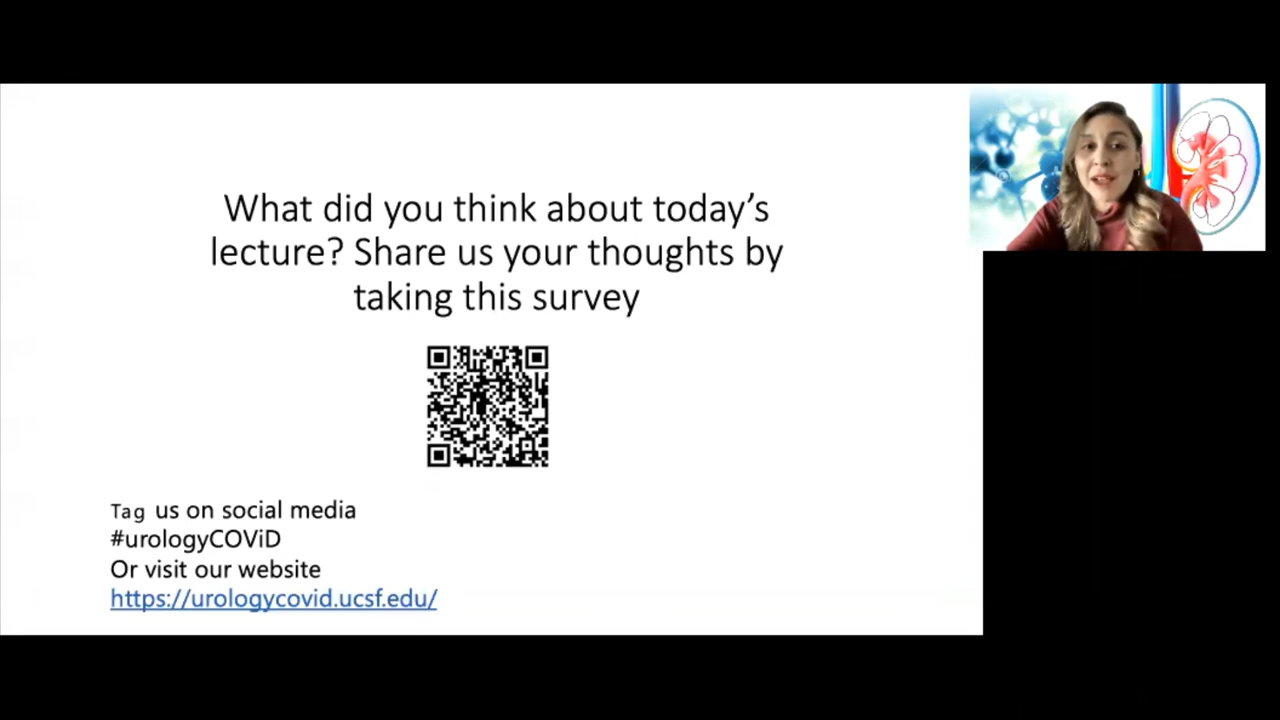 What did you think about today’s
lecture? Share us your thoughts by
taking this survey
Tag us on social media
#urologyCOViD
Or visit our website
https://urologycovid.ucsf.edu/